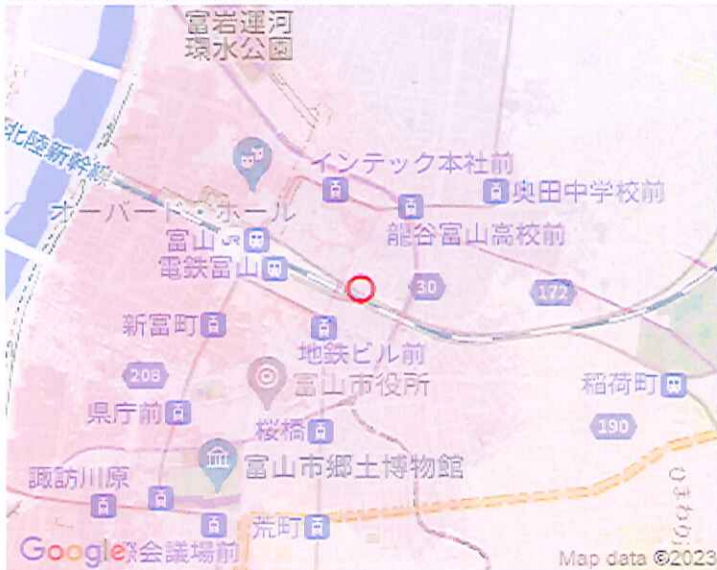 富岩運河
環水公園
北陸新幹線
インテック本社前
奥田中学校前
オーバード・ホール
龍谷富山高校前
富山 JR
電鉄富山
30
172
新富町
地鉄ビル前
208
富山市役所
稲荷町
県庁前
桜橋
190
富山市郷土博物館
諏訪川原
荒町
会議場前
Google
Map data ©2023